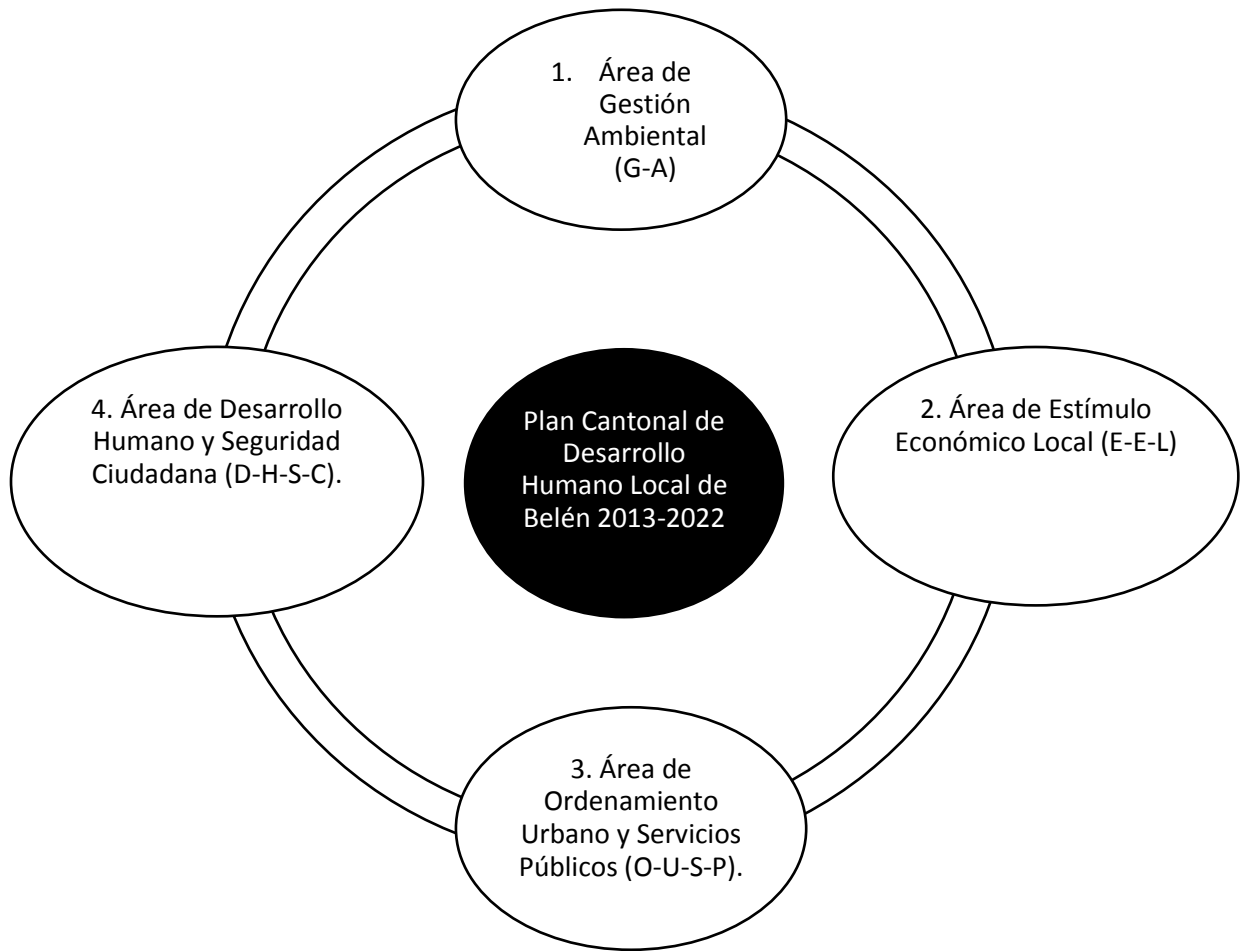 1. Área de
Gestión
Ambiental
(G-A)
4. Área de Desarrollo
Humano y Seguridad
Ciudadana (D-H-S-C).
Plan Cantonal de
Desarrollo
Humano Local de
Belén 2013-2022
2. Área de Estímulo
Económico Local (E-E-L)
3. Área de
Ordenamiento
Urbano y Servicios
Públicos (O-U-S-P).